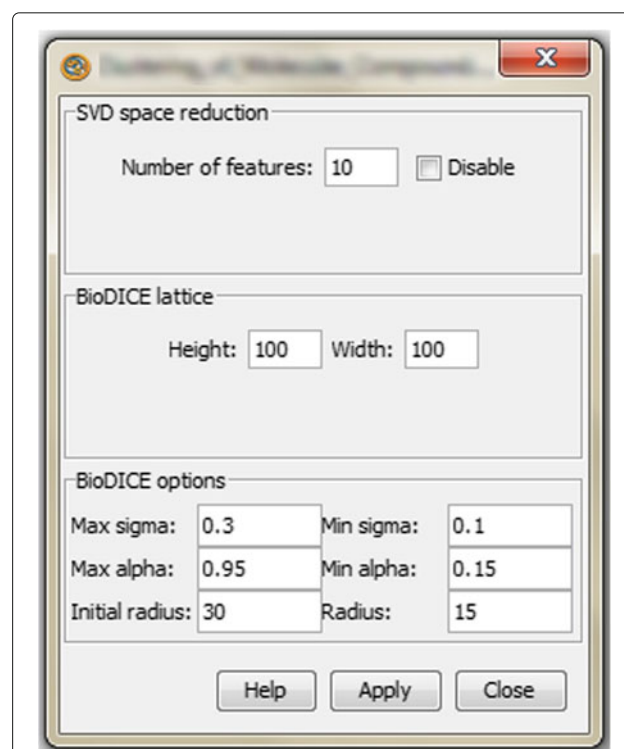 SVD space reduction
Number of features: 10 Disable
BioDICE lattice
Height: 100 Width: 100
BioDICE options
Max sigma: 0.3 Min sigma: 0.1
Max alpha: 0.95 Min alpha: 0.15
Initial radius: 30 Radius: 15
Help Apply Close